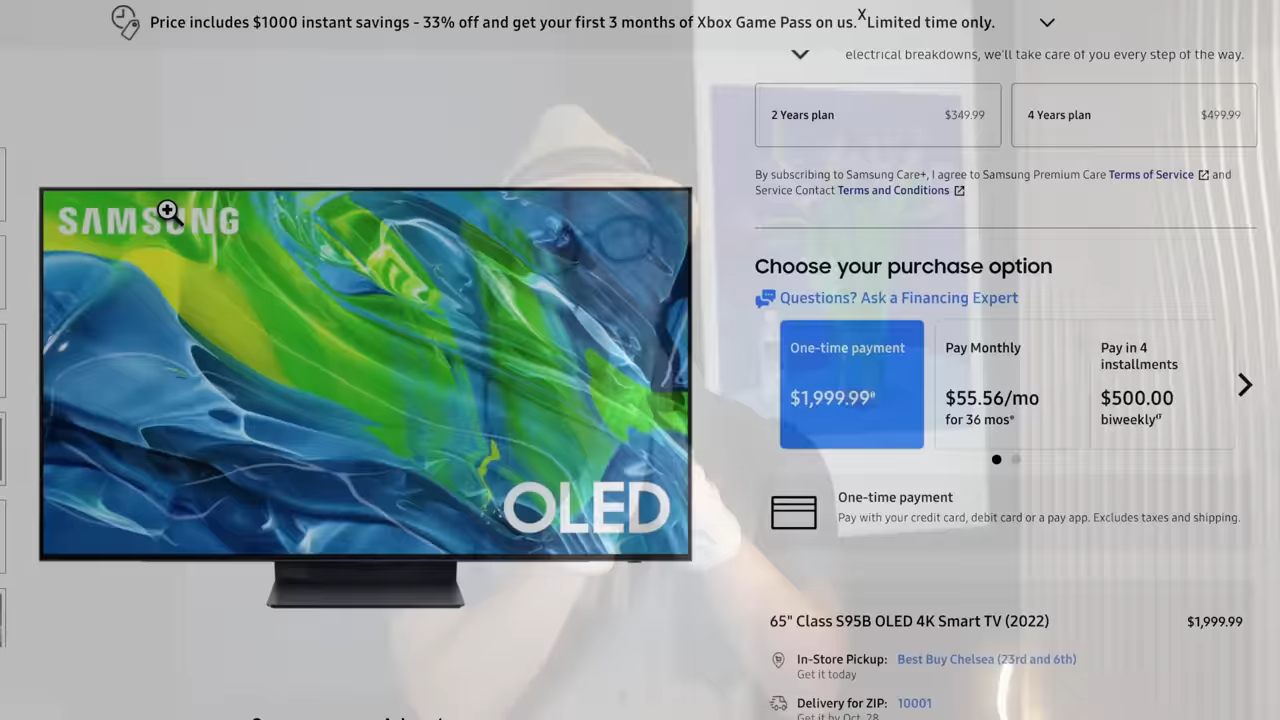 Price includes $1000 instant savings - 33% off and get your first 3 months of Xbox Game Pass on us.X Limited time only.
electrical breakdowns, we'll take care of you every step of the way.
2 Years plan $349.99
4 Years plan $499.99
By subscribing to Samsung Care+, I agree to Samsung Premium Care Terms of Service and
Service Contact Terms and Conditions
SAMSUNG
OLED
Choose your purchase option
Questions? Ask a Financing Expert
One-time payment
$1,999.99
Pay Monthly
$55.56/mo
for 36 mos
Pay in 4
installments
$500.00
biweekly
One-time payment
Pay with your credit card, debit card or a pay app. Excludes taxes and shipping.
65" Class S95B OLED 4K Smart TV (2022) $1,999.99
In-Store Pickup: Best Buy Chelsea (23rd and 6th)
Get it today
Delivery for ZIP: 10001
Get it by Oct. 28